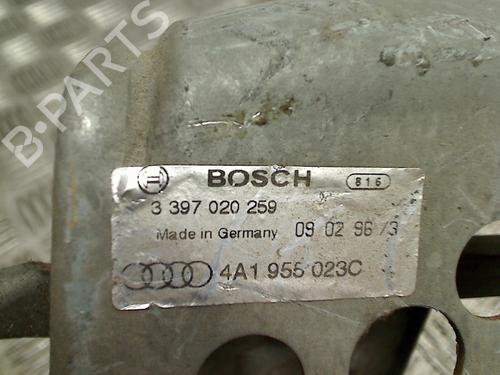 B-PARTS
BOSCH 816
3 397 020 259
Made in Germany 09 02 96 /3
4A1 955 023C